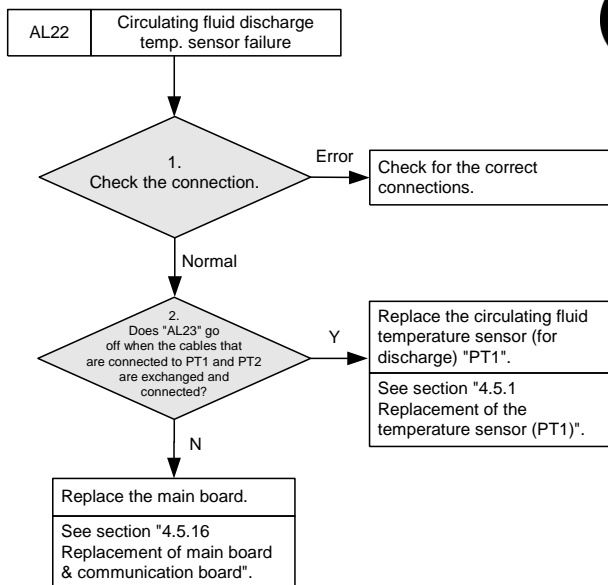 AL22
Circulating fluid discharge
temp. sensor failure
1.
Check the connection.
Error
Check for the correct
connections.
Normal
2.
Does "AL23" go
off when the cables that
are connected to PT1 and PT2
are exchanged and
connected?
Y
Replace the circulating fluid
temperature sensor (for
discharge) "PT1".
See section "4.5.1
Replacement of the
temperature sensor (PT1)".
N
Replace the main board.
See section "4.5.16
Replacement of main board
& communication board".